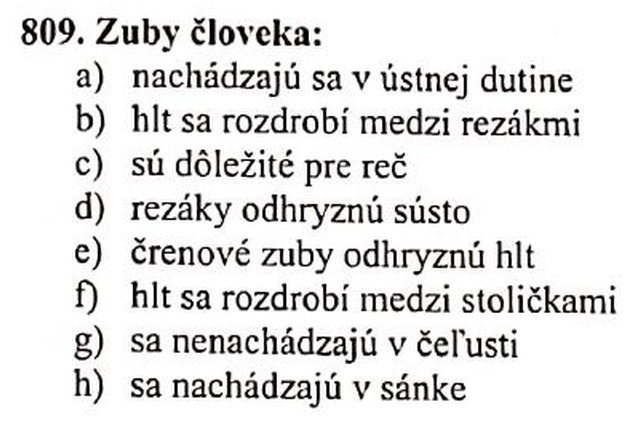 809. Zuby človeka:
a) nachádzajú sa v ústnej dutine
b) hlt sa rozdrobí medzi rezákmi
c) sú dôležité pre reč
d) rezáky odhryznú sústo
e) črenové zuby odhryznú hlt
f) hlt sa rozdrobí medzi stoličkami
g) sa nenachádzajú v čeľusti
h) sa nachádzajú v sánke